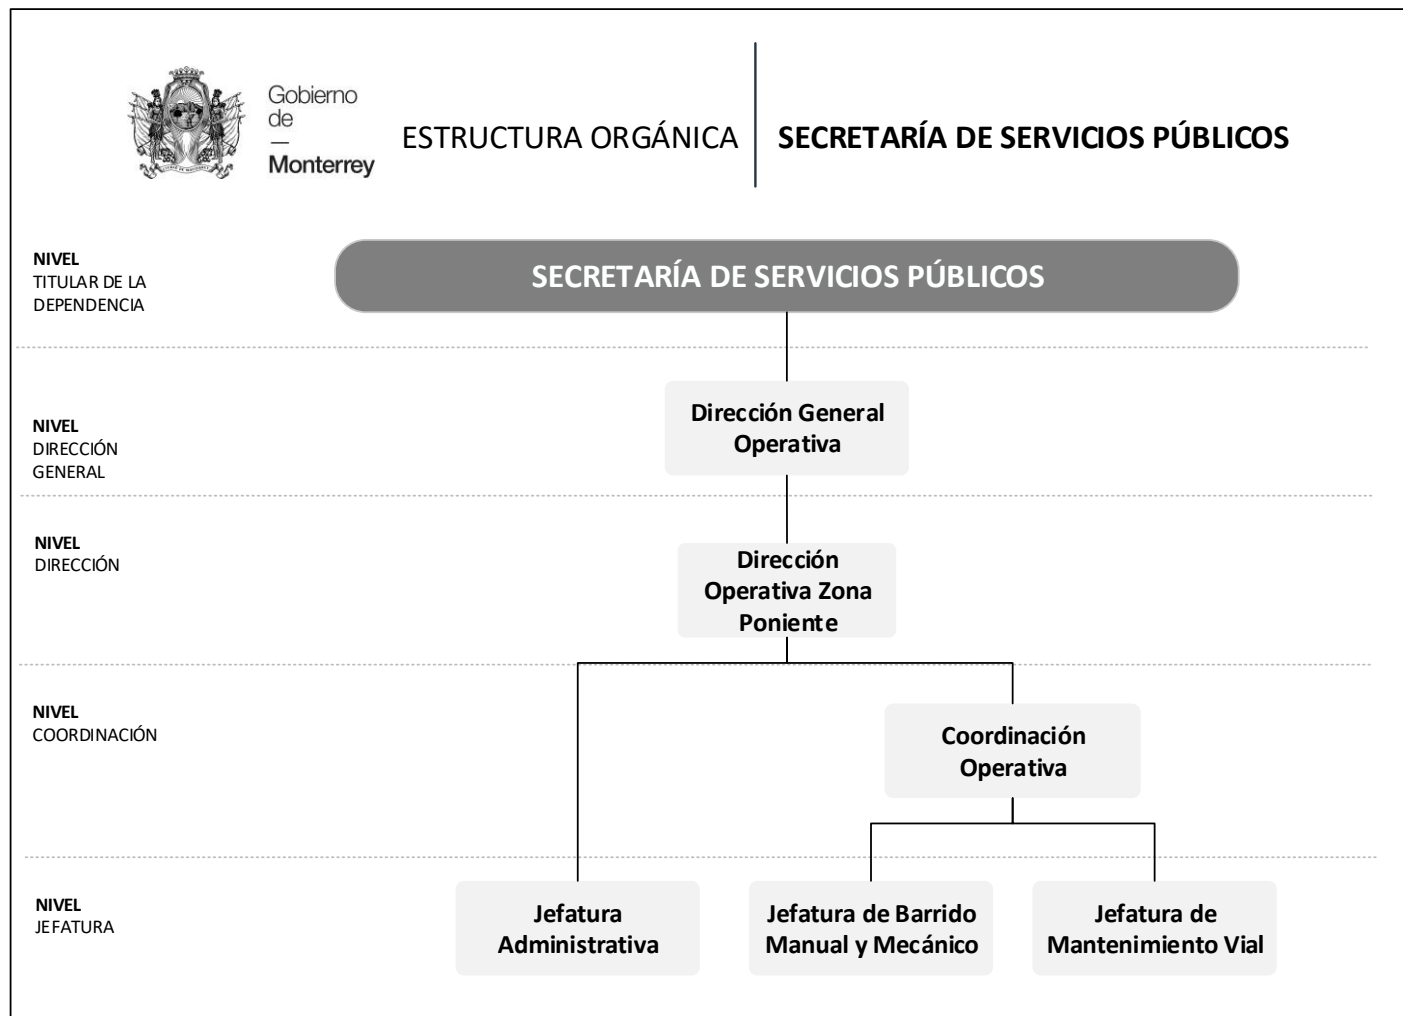 Gobierno
de
—
Monterrey
ESTRUCTURA ORGÁNICA
SECRETARÍA DE SERVICIOS PÚBLICOS
NIVEL
TITULAR DE LA
DEPENDENCIA
SECRETARÍA DE SERVICIOS PÚBLICOS
NIVEL
DIRECCIÓN
GENERAL
Dirección General
Operativa
NIVEL
DIRECCIÓN
Dirección
Operativa Zona
Poniente
NIVEL
COORDINACIÓN
Coordinación
Operativa
NIVEL
JEFATURA
Jefatura
Administrativa
Jefatura de Barrido
Manual y Mecánico
Jefatura de
Mantenimiento Vial